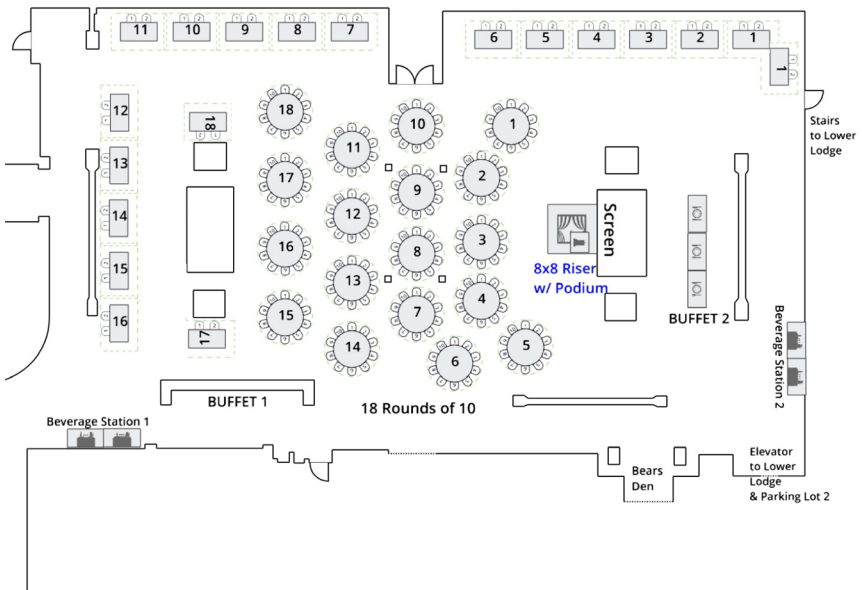 11
10
9
8
7
6
5
4
3
2
1
1
12
13
14
15
16
18
17
18
17
16
15
11
12
13
14
10
9
8
7
1
2
3
4
5
6
Stairs
to Lower
Lodge
Screen
8x8 Riser
w/ Podium
BUFFET 2
Beverage Station 2
BUFFET 1
18 Rounds of 10
Beverage Station 1
Bears
Den
Elevator
to Lower
Lodge
& Parking Lot 2